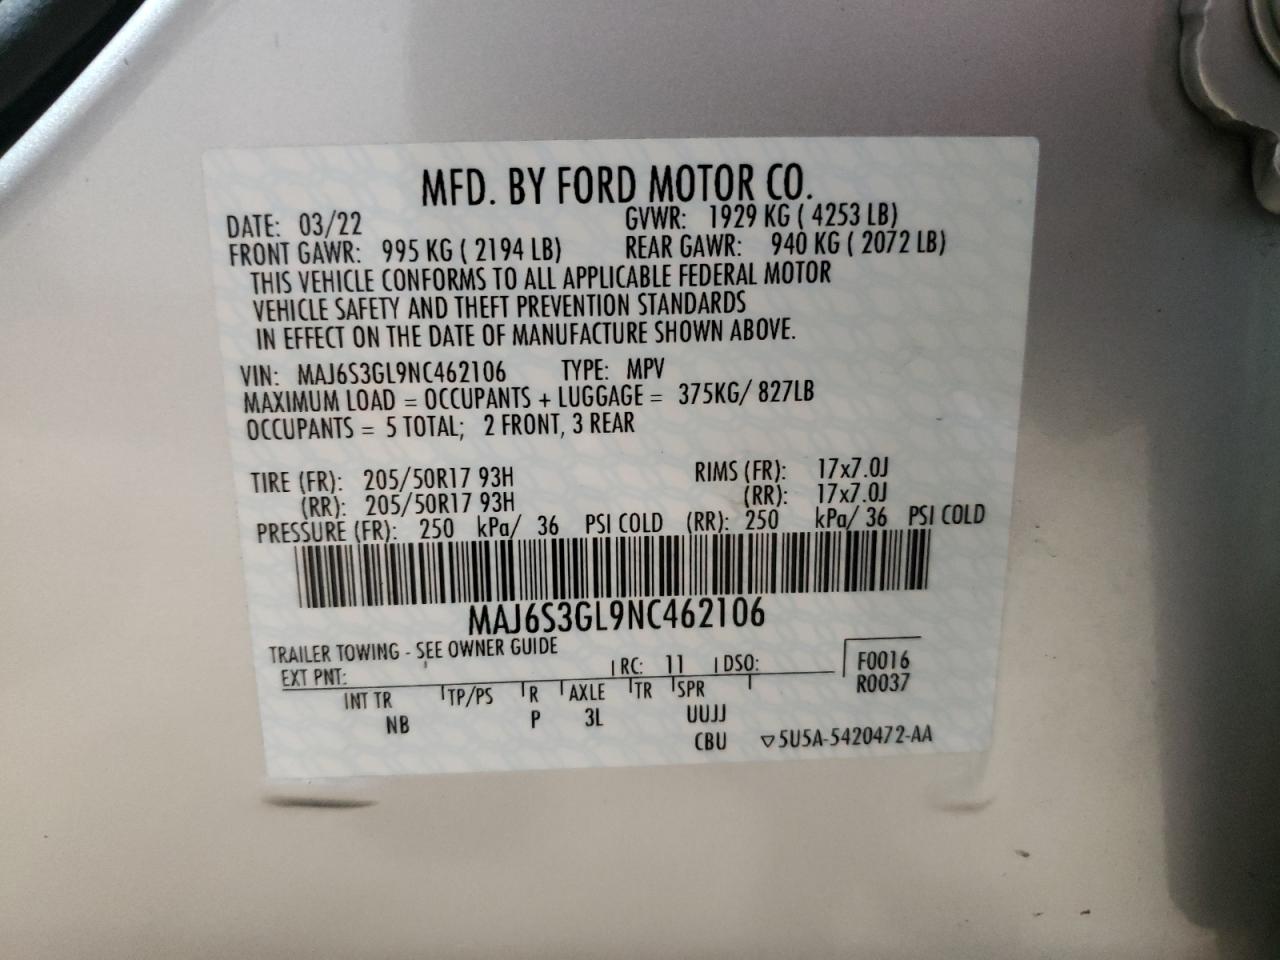 MFD. BY FORD MOTOR CO.
DATE: 03/22 GVWR: 1929 KG ( 4253 LB)
FRONT GAWR: 995 KG ( 2194 LB) REAR GAWR: 940 KG ( 2072 LB)
THIS VEHICLE CONFORMS TO ALL APPLICABLE FEDERAL MOTOR
VEHICLE SAFETY AND THEFT PREVENTION STANDARDS
IN EFFECT ON THE DATE OF MANUFACTURE SHOWN ABOVE.
VIN: MAJ6S3GL9NC462106 TYPE: MPV
MAXIMUM LOAD = OCCUPANTS + LUGGAGE = 375KG/ 827LB
OCCUPANTS = 5 TOTAL; 2 FRONT, 3 REAR
TIRE (FR): 205/50R17 93H RIMS (FR): 17x7.0J
(RR): 205/50R17 93H (RR): 17x7.0J
PRESSURE (FR): 250 kPa/ 36 PSI COLD (RR): 250 kPa/ 36 PSI COLD
MAJ6S3GL9NC462106
TRAILER TOWING - SEE OWNER GUIDE
EXT PNT: RC: 11 DSO: F0016
R0037
INT TR TP/PS R AXLE TR SPR
NB P 3L UUJJ
CBU ▽5U5A-5420472-AA